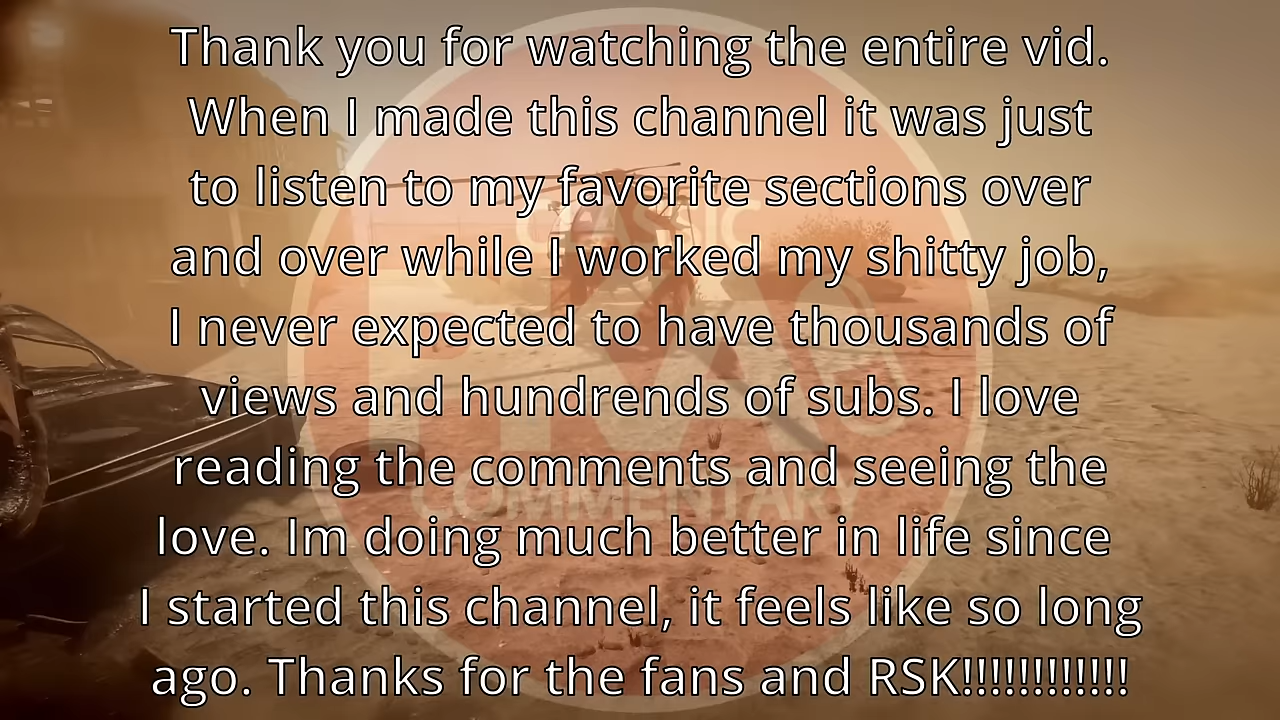 Thank you for watching the entire vid.
When I made this channel it was just
to listen to my favorite sections over
and over while I worked my shitty job,
I never expected to have thousands of
views and hundrends of subs. I love
reading the comments and seeing the
love. Im doing much better in life since
I started this channel, it feels like so long
ago. Thanks for the fans and RSK!!!!!!!!!!!!
CLASSIC
COMMENTARY